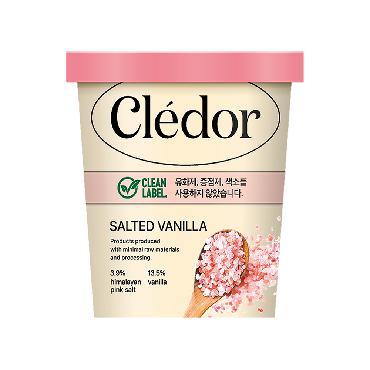 Clédor
CLEAN
LABEL.
유화제, 증점제, 색소를
사용하지 않았습니다.
SALTED VANILLA
Products produced
with minimal raw materials
and processing.
3.9%
himalayan
pink salt
13.5%
vanilla